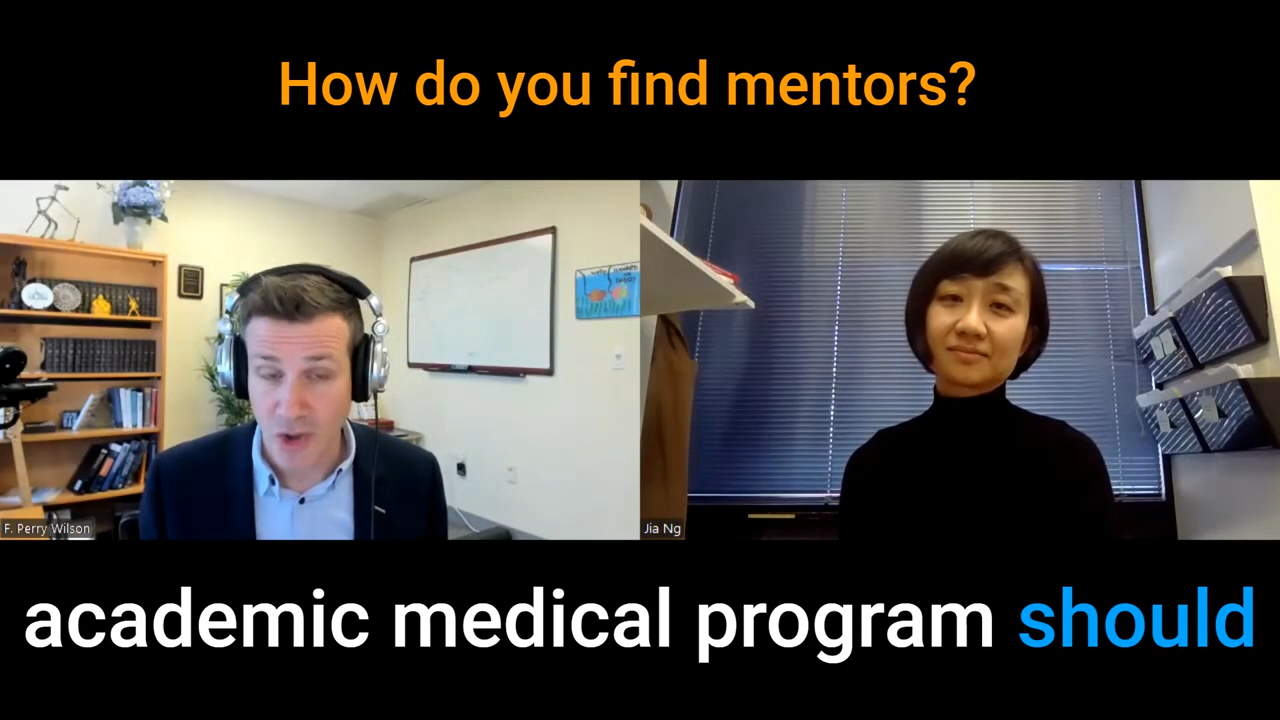 How do you find mentors?
F. Perry Wilson
Jia Ng
academic medical program should